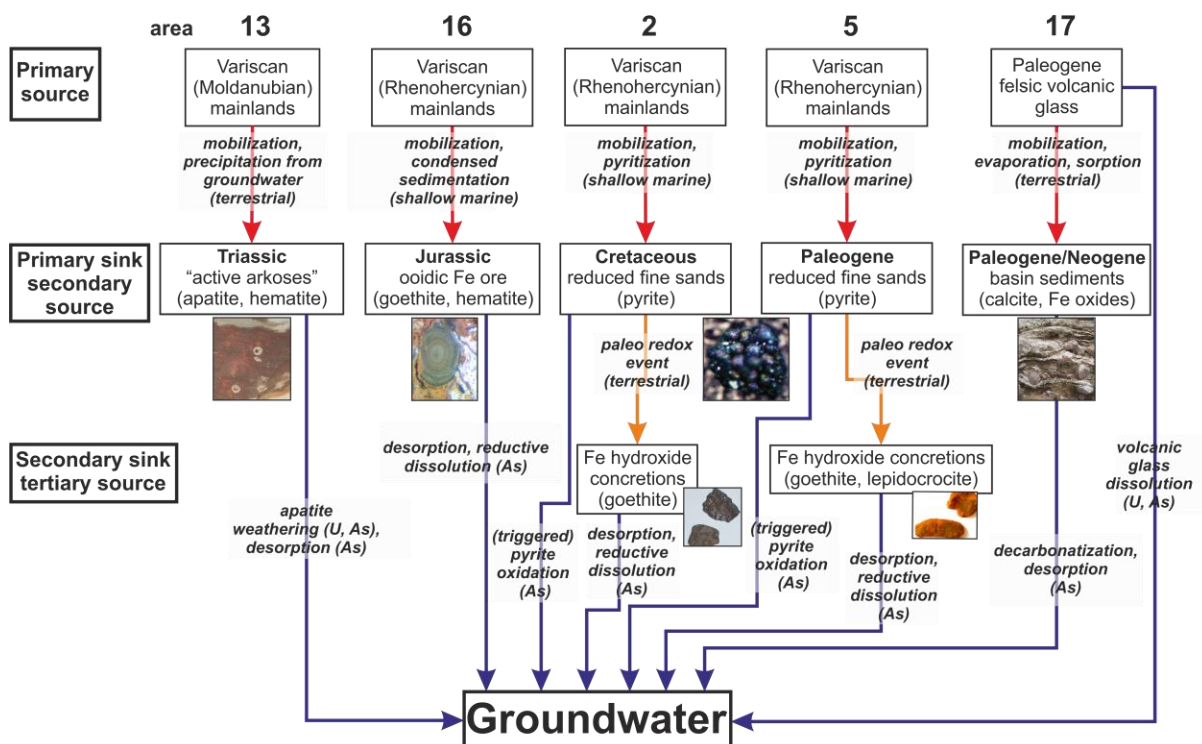 area
13
16
2
5
17
Primary
source
Variscan
(Moldanubian)
mainlands
Variscan
(Rhenohercynian)
mainlands
Variscan
(Rhenohercynian)
mainlands
Variscan
(Rhenohercynian)
mainlands
Paleogene
felsic volcanic
glass
mobilization,
precipitation from
groundwater
(terrestrial)
mobilization,
condensed
sedimentation
(shallow marine)
mobilization,
pyritization
(shallow marine)
mobilization,
pyritization
(shallow marine)
mobilization,
evaporation, sorption
(terrestrial)
Primary sink
secondary
source
Triassic
“active arkoses”
(apatite, hematite)
Jurassic
ooidic Fe ore
(goethite, hematite)
Cretaceous
reduced fine sands
(pyrite)
Paleogene
reduced fine sands
(pyrite)
Paleogene/Neogene
basin sediments
(calcite, Fe oxides)
paleo redox
event
(terrestrial)
paleo redox
event
(terrestrial)
Secondary sink
tertiary source
desorption, reductive
dissolution (As)
Fe hydroxide
concretions
(goethite)
Fe hydroxide concretions
(goethite, lepidocrocite)
volcanic
glass
dissolution
(U, As)
apatite
weathering (U, As),
desorption (As)
(triggered)
pyrite
oxidation
(As)
desorption,
reductive
dissolution
(As)
(triggered)
pyrite
oxidation
(As)
desorption,
reductive
dissolution
(As)
decarbonatization,
desorption
(As)
Groundwater